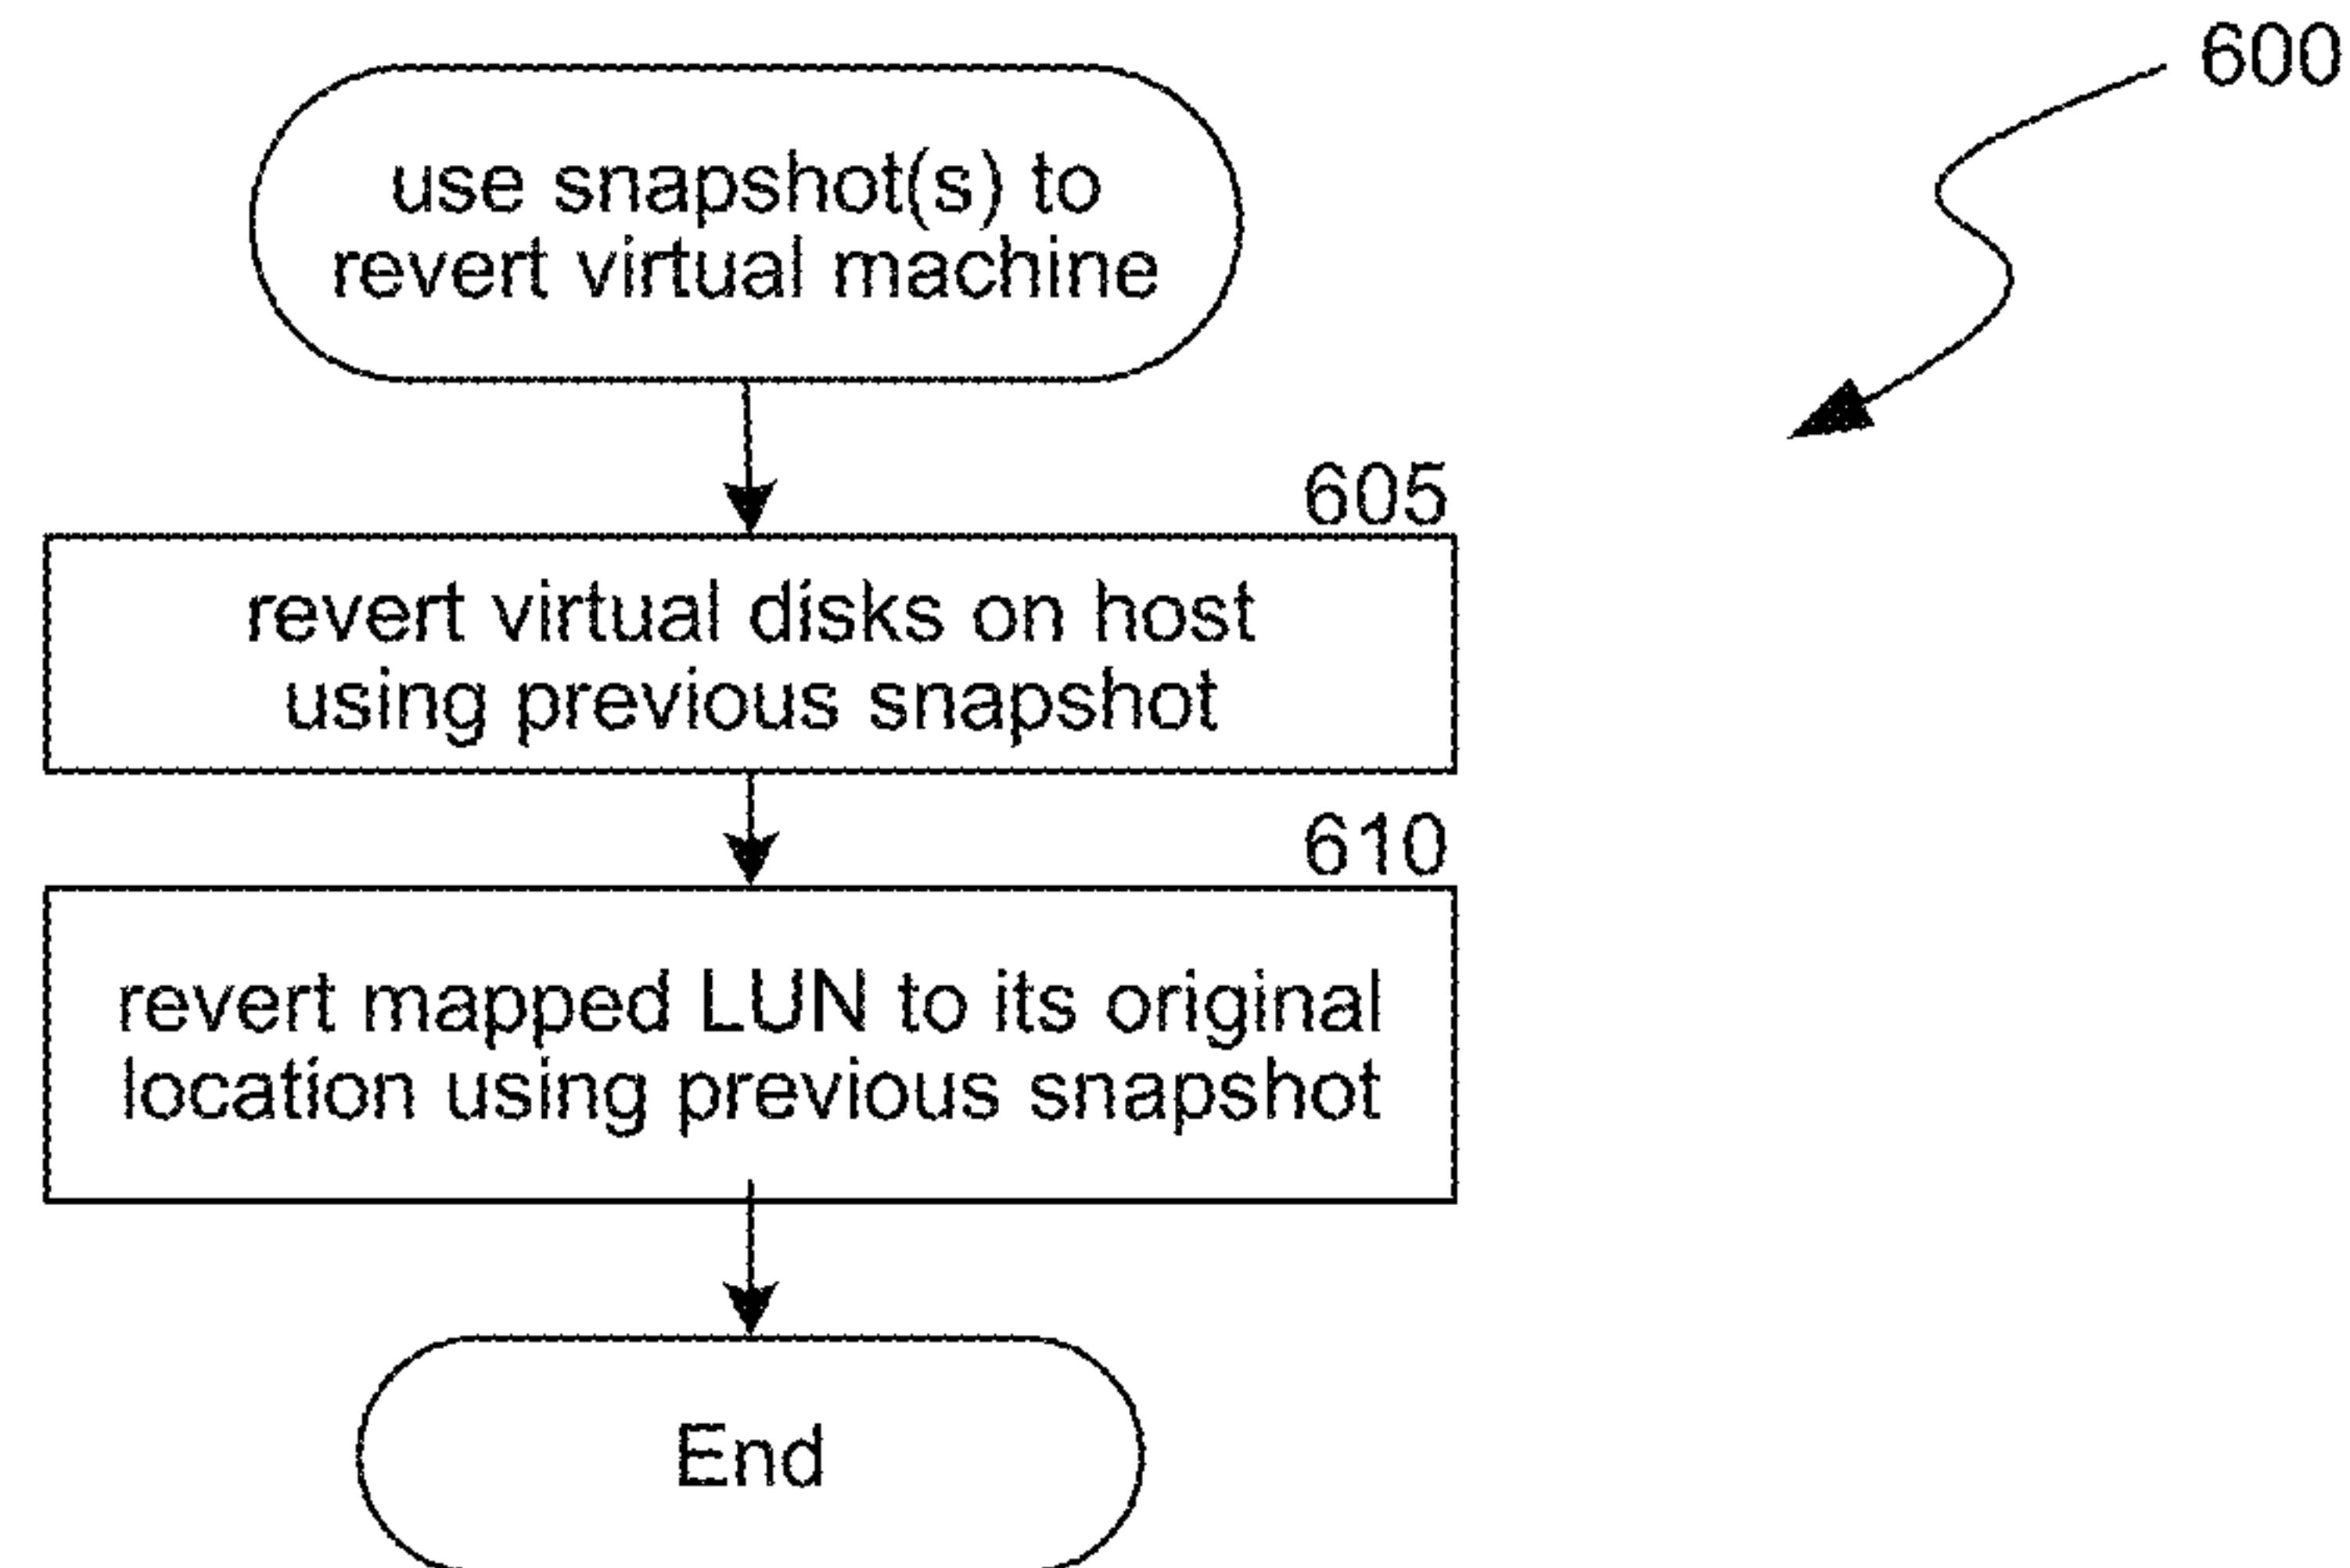 600
use snapshot(s) to
revert virtual machine
605
revert virtual disks on host
using previous snapshot
610
revert mapped LUN to its original
location using previous snapshot
End